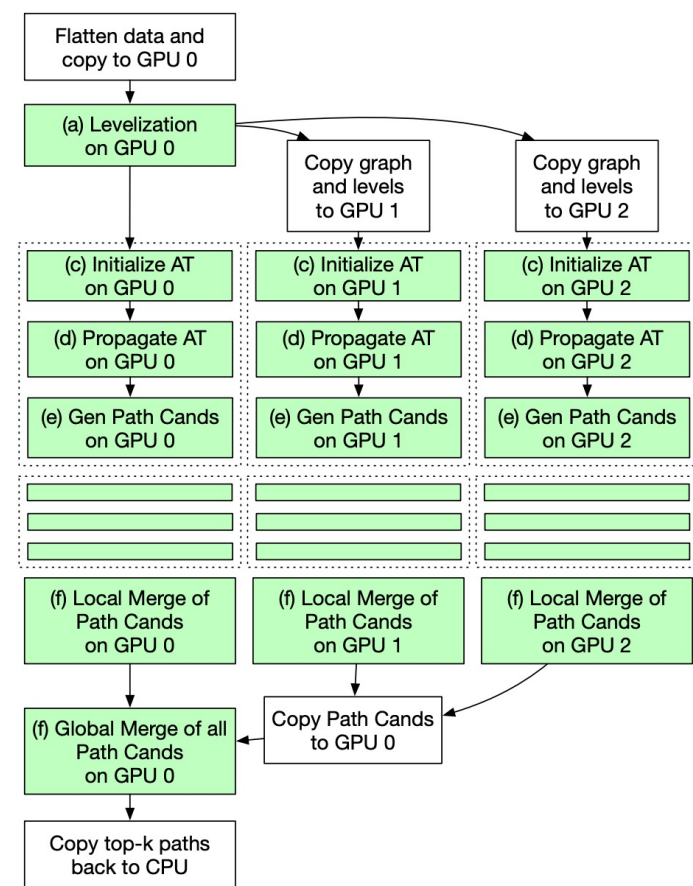 Flatten data and
copy to GPU 0
(a) Levelization
on GPU 0
Copy graph
and levels
to GPU 1
Copy graph
and levels
to GPU 2
(c) Initialize AT
on GPU 0
(c) Initialize AT
on GPU 1
(c) Initialize AT
on GPU 2
(d) Propagate AT
on GPU 0
(d) Propagate AT
on GPU 1
(d) Propagate AT
on GPU 2
(e) Gen Path Cands
on GPU 0
(e) Gen Path Cands
on GPU 1
(e) Gen Path Cands
on GPU 2
(f) Local Merge of
Path Cands
on GPU 0
(f) Local Merge of
Path Cands
on GPU 1
(f) Local Merge of
Path Cands
on GPU 2
(f) Global Merge of all
Path Cands
on GPU 0
Copy Path Cands
to GPU 0
Copy top-k paths
back to CPU